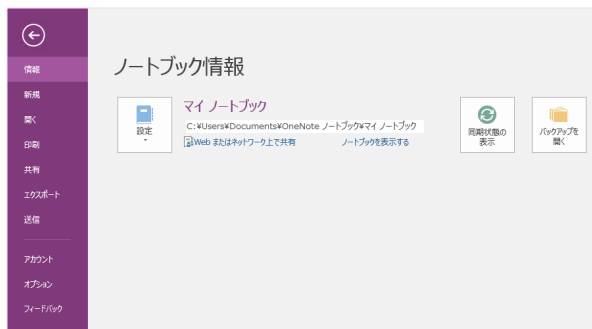 情報
新規
開く
印刷
共有
エクスポート
送信
アカウント
オプション
フィードバック
ノートブック情報
設定
マイ ノートブック
C:¥Users¥Documents¥OneNote ノートブック¥マイ ノートブック
Web またはネットワーク上で共有
ノートブックを表示する
同期状態の
表示
バックアップを
開く